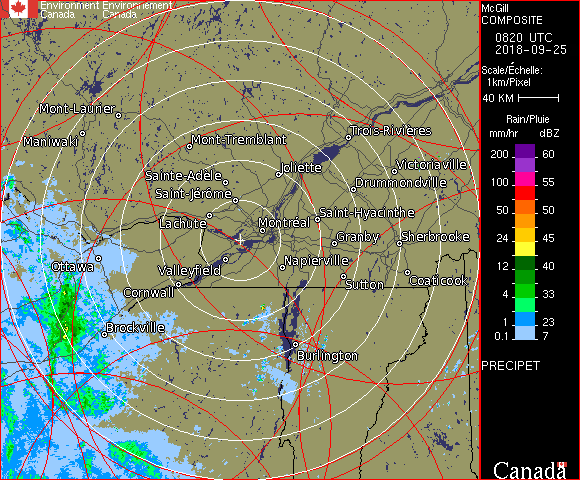 Environment Environnement
Canada Canada
McGill
COMPOSITE
0820 UTC
2018-09-25
Scale/Échelle:
1km/Pixel
40 KM
Rain/Pluie
mm/hr dBZ
200 60
150 55
100 55
50 50
24 45
12 40
4 33
1 23
0.1 7
PRECIPET
Canada
Mont-Laurier
Maniwaki
Mont-Tremblant
Trois-Rivières
Joliette
Victoriaville
Sainte-Adèle
Drummondville
Saint-Jérôme
Lachute
Saint-Hyacinthe
Montréal
Granby
Sherbrooke
Ottawa
Valleyfield
Napierville
Cornwall
Sutton
Coaticook
Brockville
Burlington